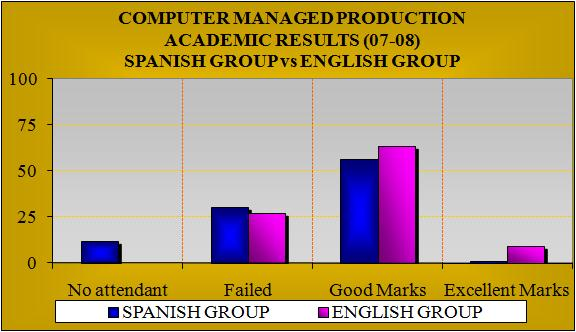 COMPUTER MANAGED PRODUCTION
ACADEMIC RESULTS (07-08)
SPANISH GROUP vs ENGLISH GROUP
100
75
50
25
0
No attendant Failed Good Marks Excellent Marks
SPANISH GROUP ENGLISH GROUP